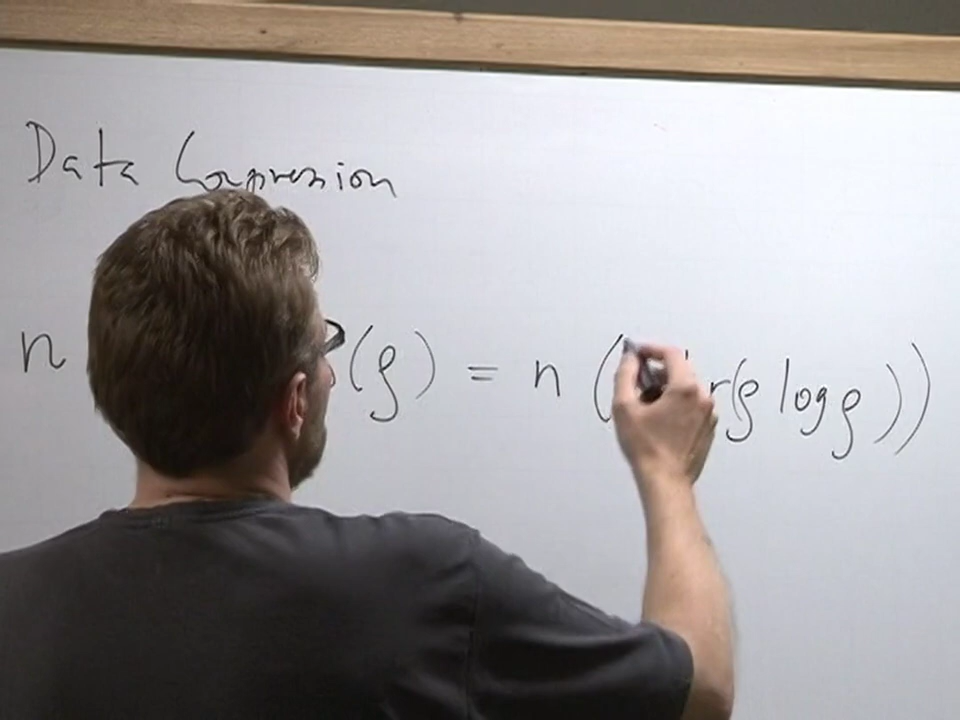 Data Compression
n (ρ) = n ( r(ρ log ρ ))